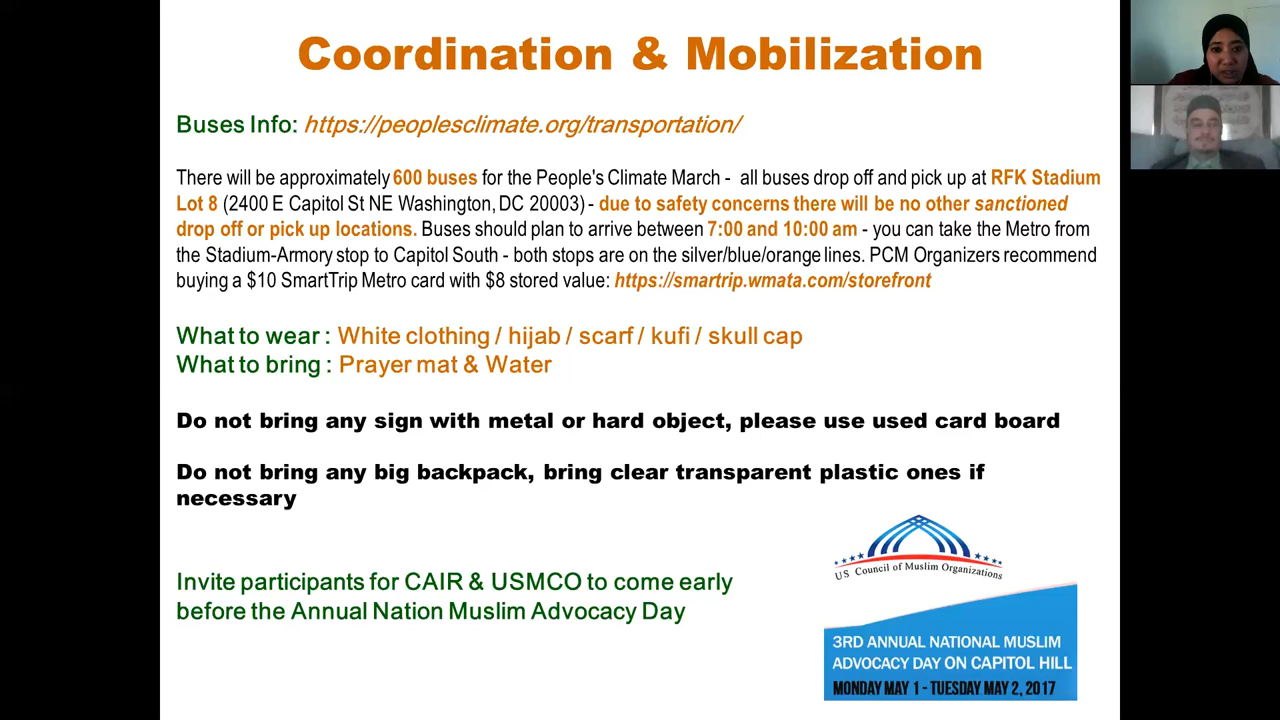 Coordination & Mobilization
Buses Info: https://peoplesclimate.org/transportation/
There will be approximately 600 buses for the People's Climate March - all buses drop off and pick up at RFK Stadium
Lot 8 (2400 E Capitol St NE Washington, DC 20003) - due to safety concerns there will be no other sanctioned
drop off or pick up locations. Buses should plan to arrive between 7:00 and 10:00 am - you can take the Metro from
the Stadium-Armory stop to Capitol South - both stops are on the silver/blue/orange lines. PCM Organizers recommend
buying a $10 SmartTrip Metro card with $8 stored value: https://smartrip.wmata.com/storefront
What to wear : White clothing / hijab / scarf / kufi / skull cap
What to bring : Prayer mat & Water
Do not bring any sign with metal or hard object, please use used card board
Do not bring any big backpack, bring clear transparent plastic ones if
necessary
Invite participants for CAIR & USMCO to come early
before the Annual Nation Muslim Advocacy Day
US Council of Muslim Organizations
3RD ANNUAL NATIONAL MUSLIM
ADVOCACY DAY ON CAPITOL HILL
MONDAY MAY 1 - TUESDAY MAY 2, 2017